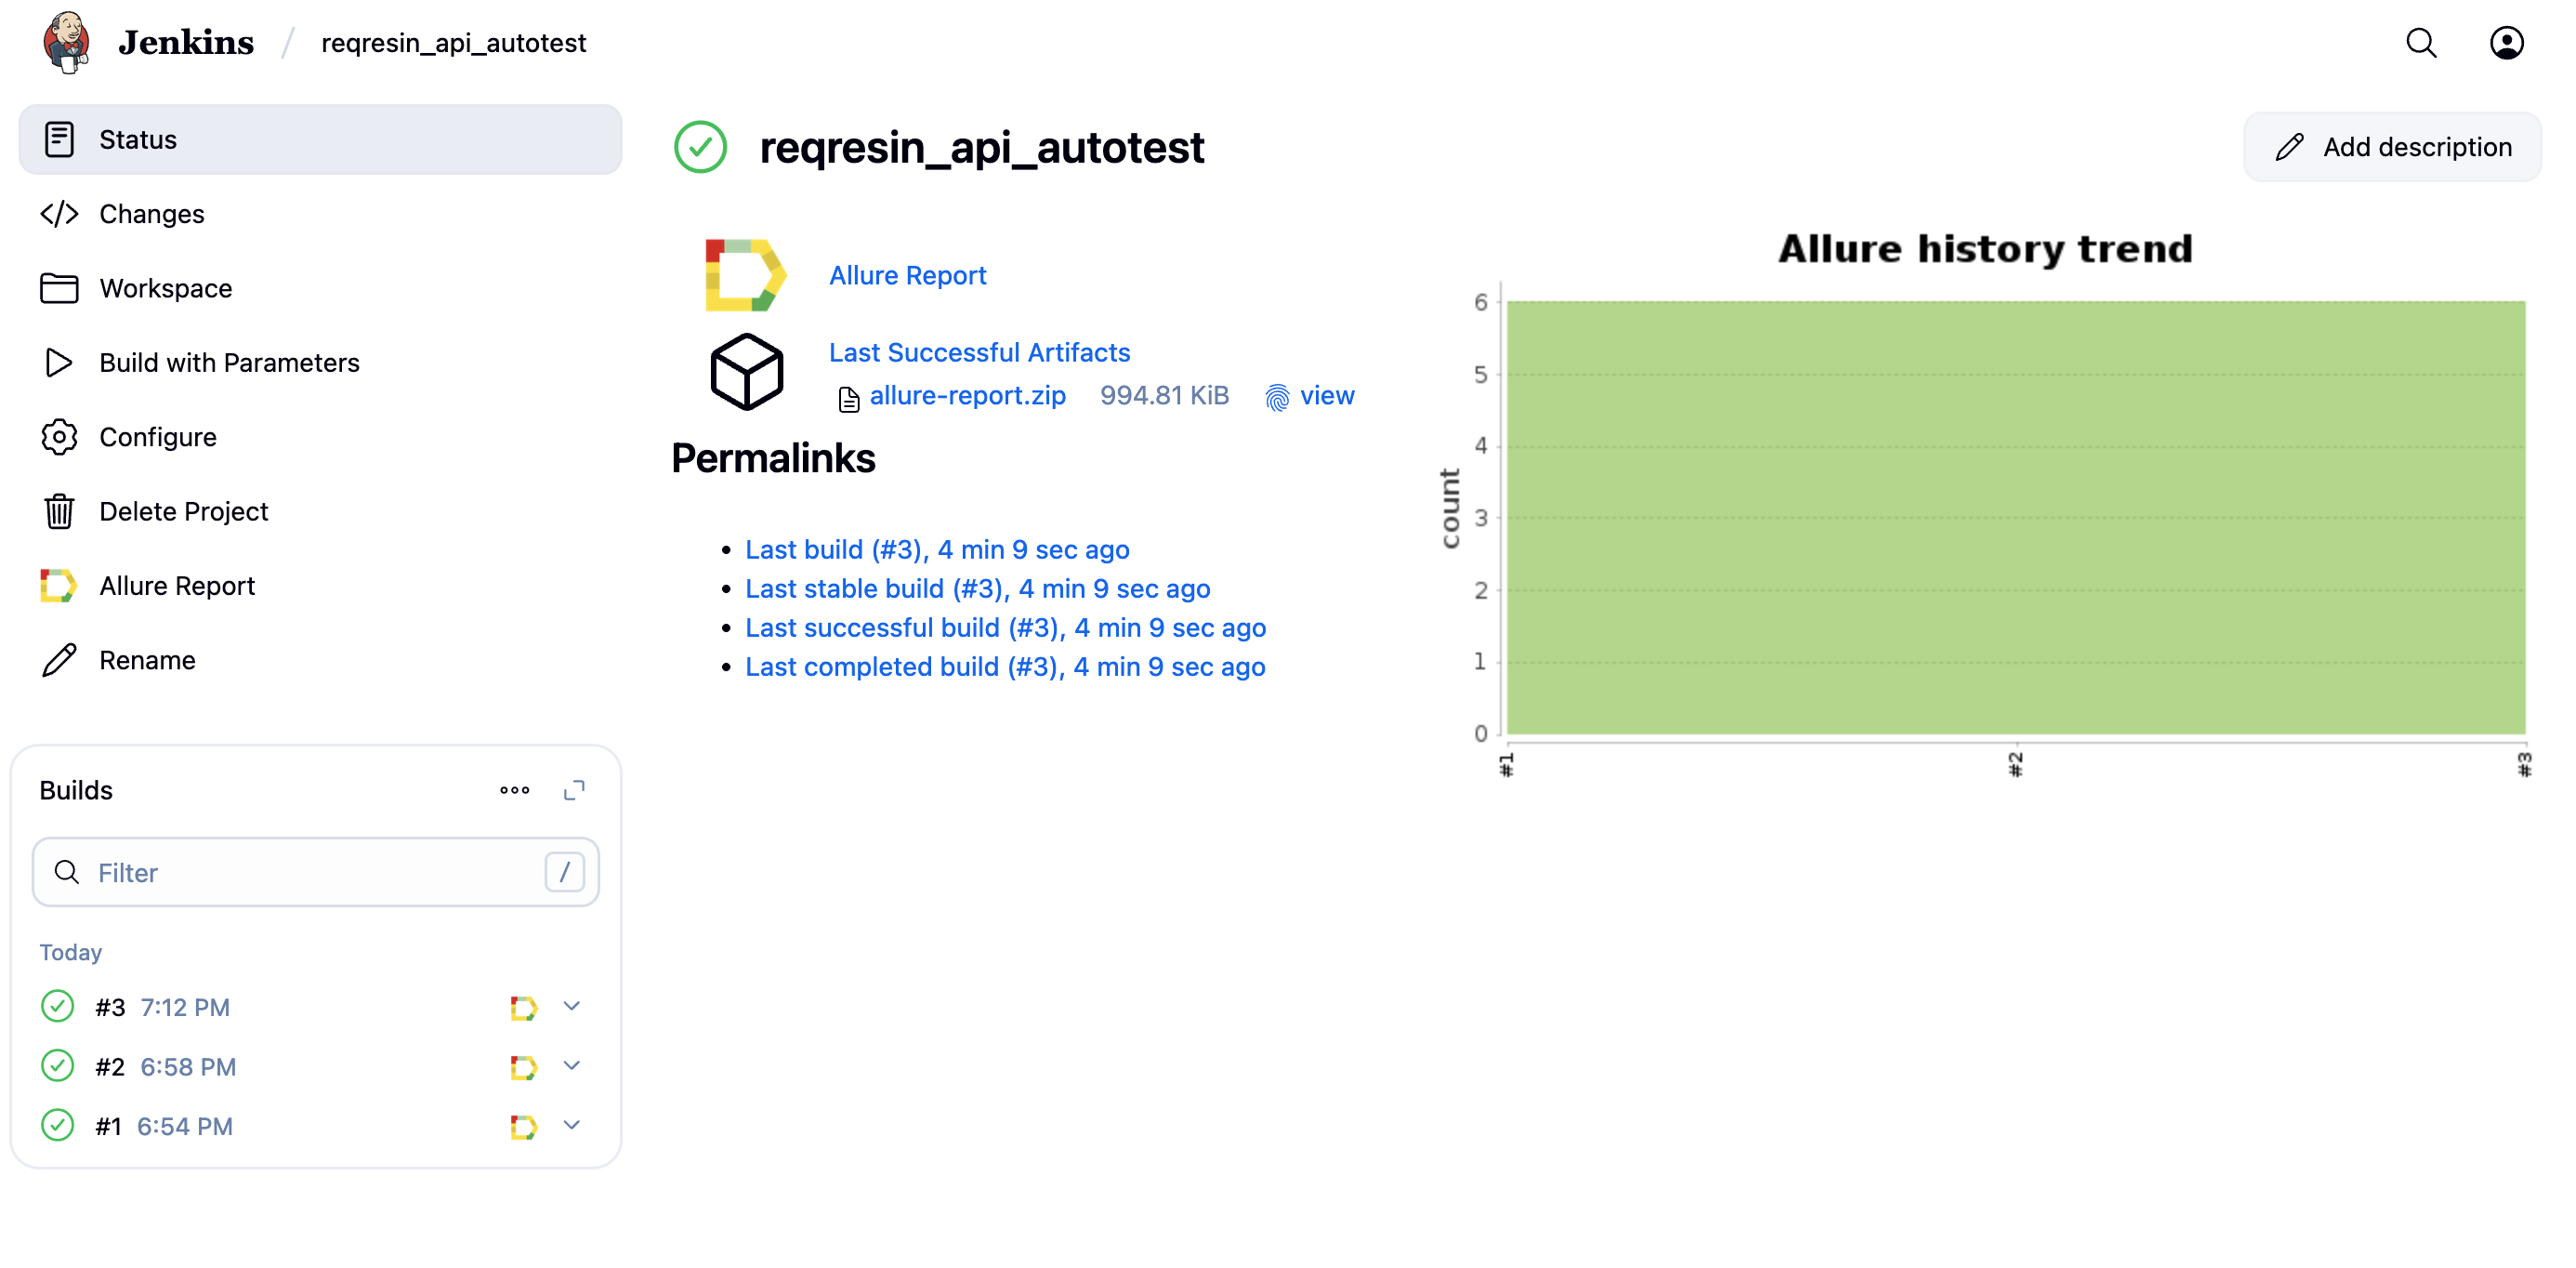 Jenkins / reqresin_api_autotest
Status
Changes
Workspace
Build with Parameters
Configure
Delete Project
Allure Report
Rename
Builds
Filter /
Today
#3 7:12 PM
#2 6:58 PM
#1 6:54 PM
reqresin_api_autotest
Add description
Allure Report
Last Successful Artifacts
allure-report.zip 994.81 KiB view
Permalinks
Last build (#3), 4 min 9 sec ago
Last stable build (#3), 4 min 9 sec ago
Last successful build (#3), 4 min 9 sec ago
Last completed build (#3), 4 min 9 sec ago
Allure history trend
count
6
5
4
3
2
1
0
#1 #2 #3